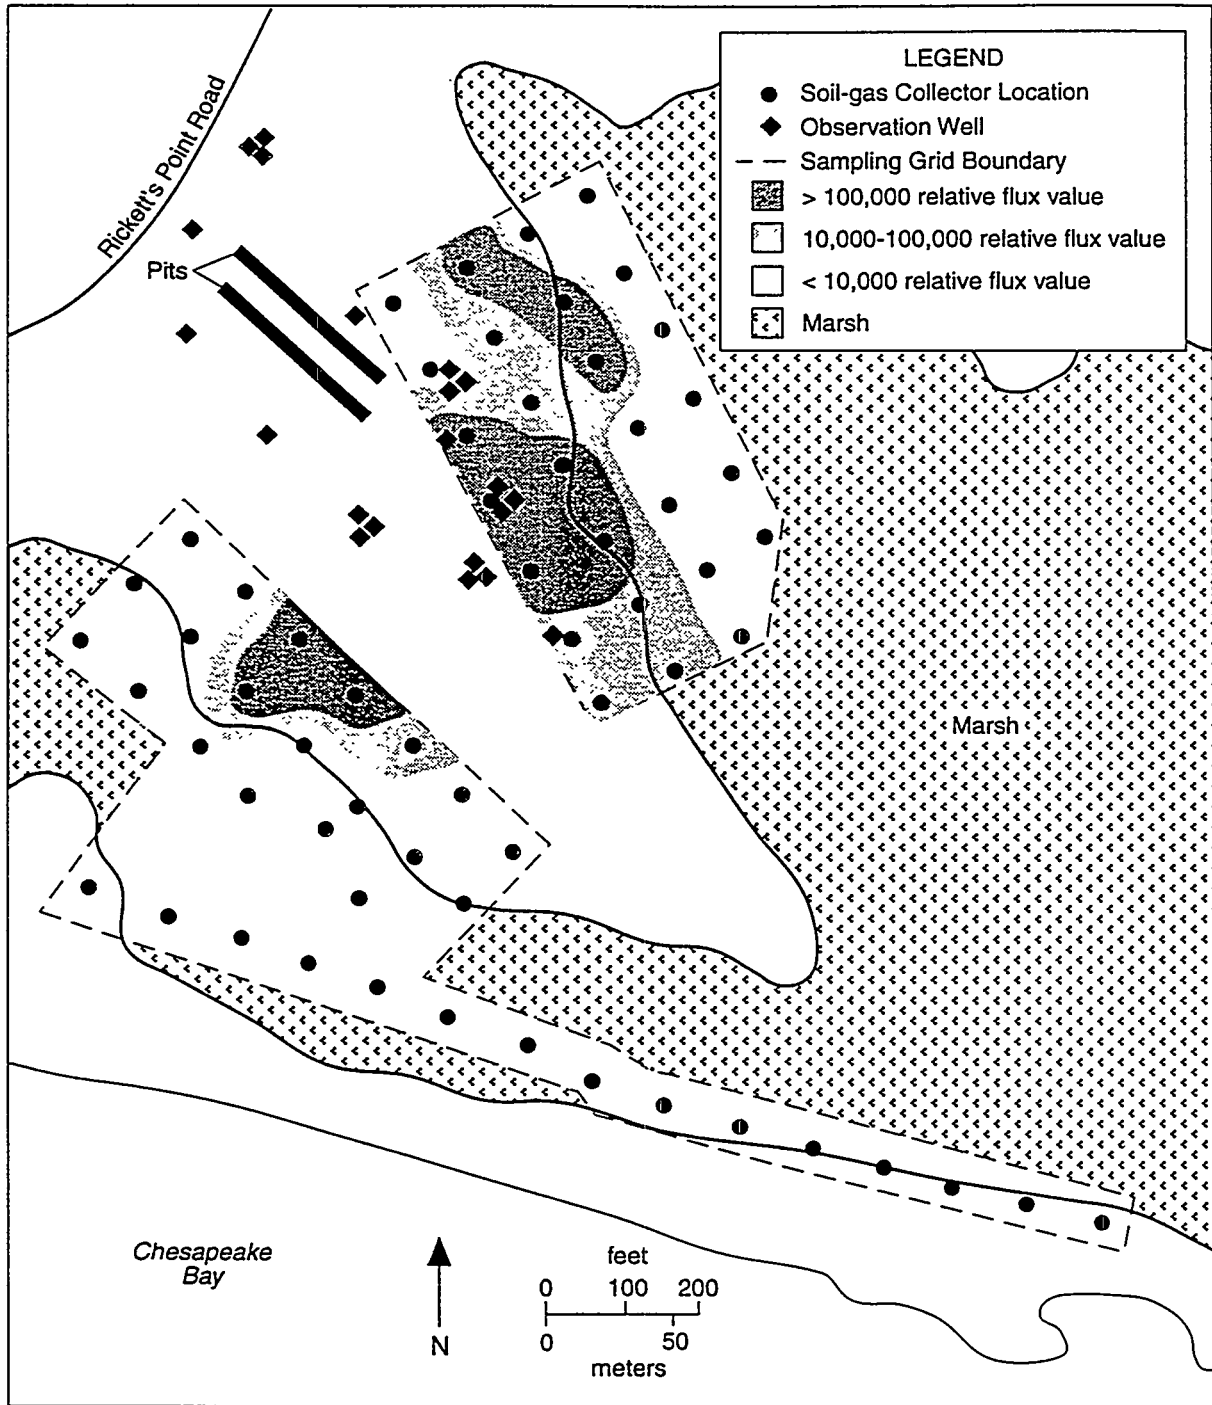 LEGEND
Soil-gas Collector Location
Observation Well
Sampling Grid Boundary
> 100,000 relative flux value
10,000-100,000 relative flux value
< 10,000 relative flux value
Marsh
Rickett's Point Road
Pits
Marsh
Chesapeake
Bay
N
feet
0 100 200
0 50
meters